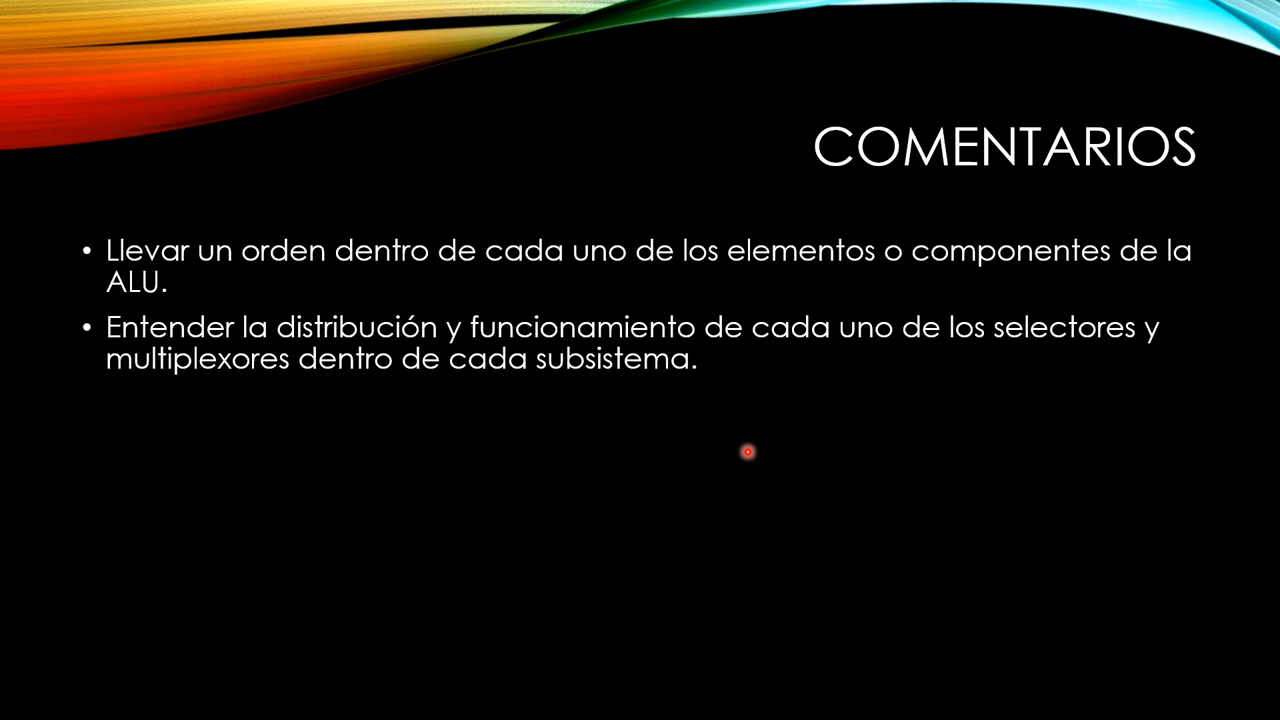 COMENTARIOS
• Llevar un orden dentro de cada uno de los elementos o componentes de la
ALU.
• Entender la distribución y funcionamiento de cada uno de los selectores y
multiplexores dentro de cada subsistema.